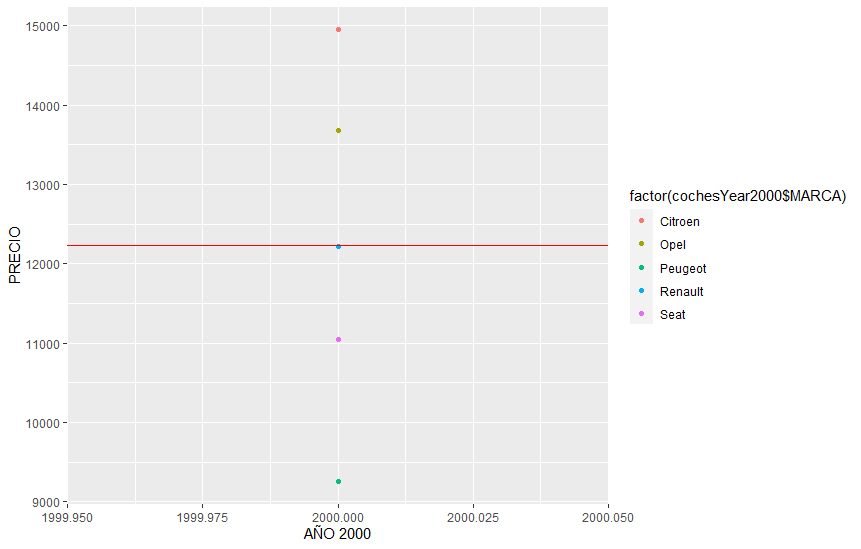 15000
14000
13000
12000
11000
10000
9000
PRECIO
1999.950 1999.975 2000.000 2000.025 2000.050
AÑO 2000
factor(cochesYear2000$MARCA)
Citroen
Opel
Peugeot
Renault
Seat